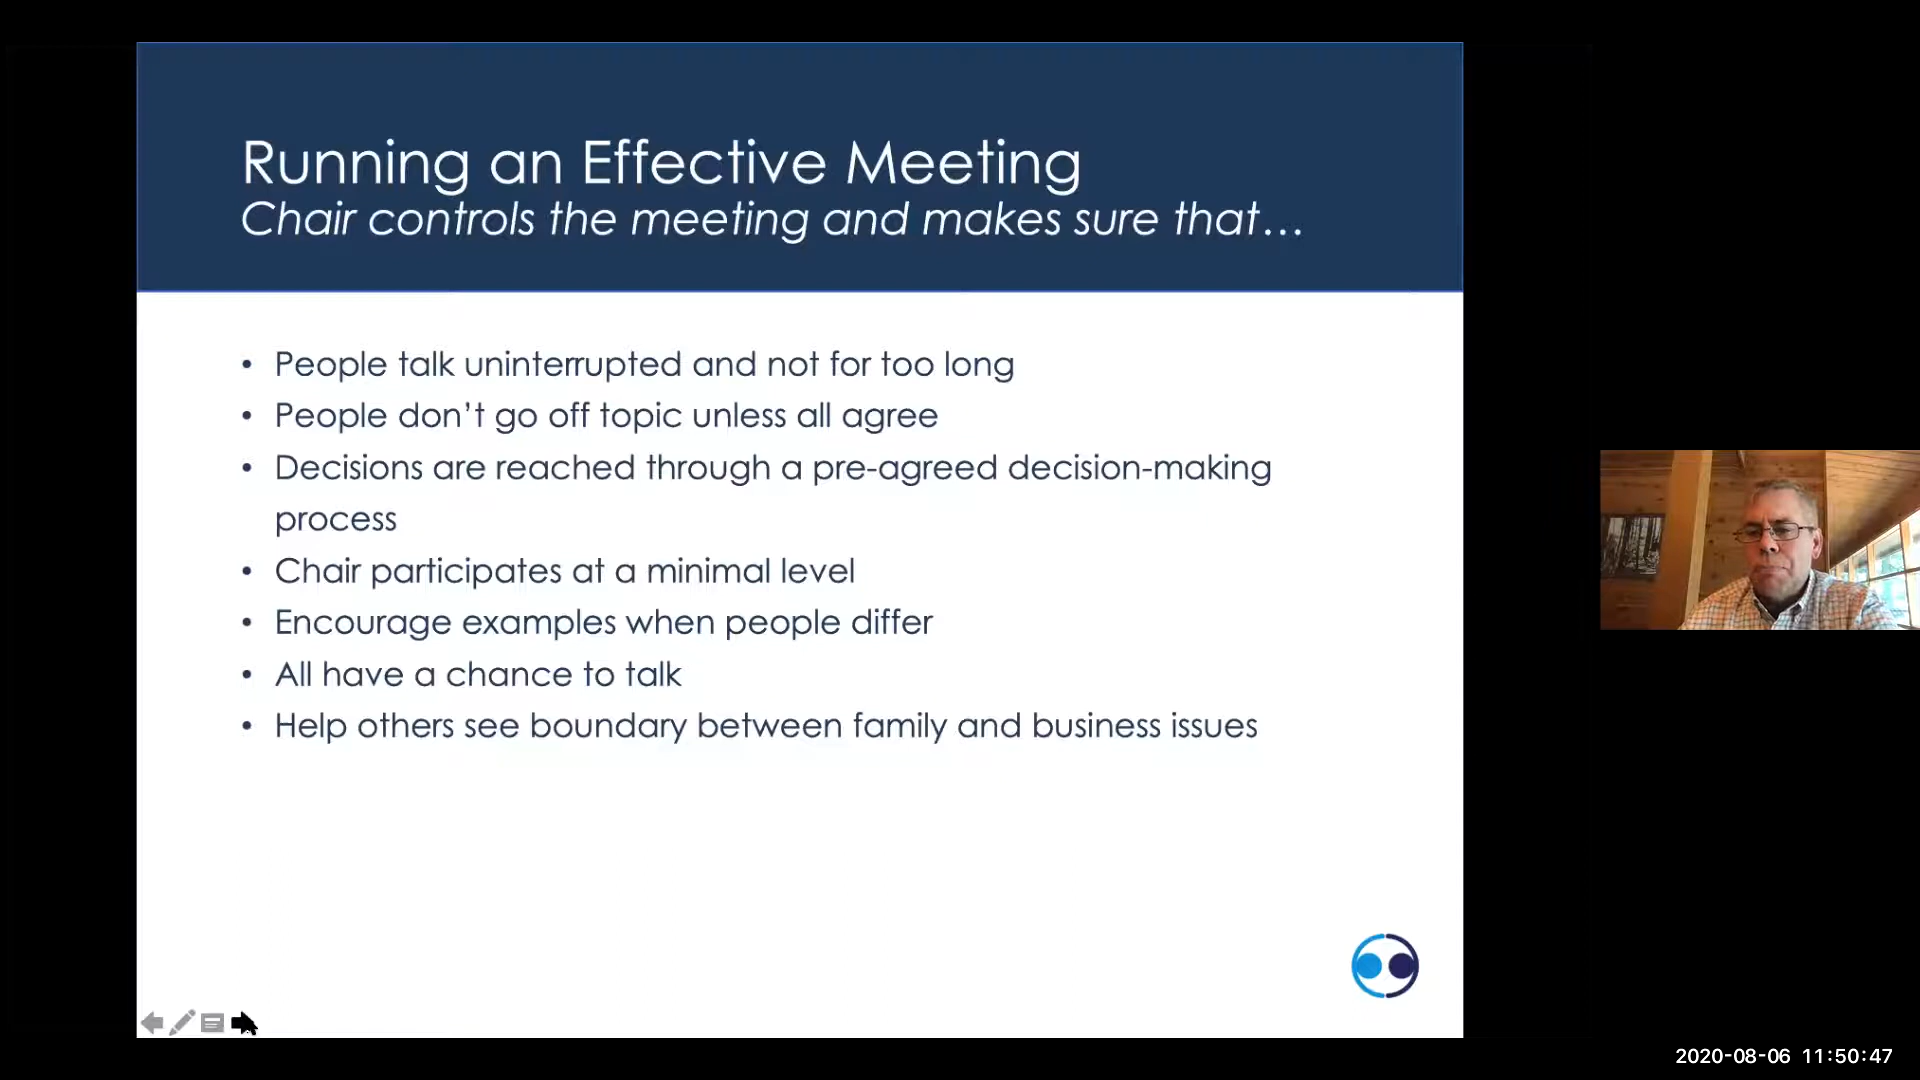 Running an Effective Meeting
Chair controls the meeting and makes sure that…
• People talk uninterrupted and not for too long
• People don’t go off topic unless all agree
• Decisions are reached through a pre-agreed decision-making
process
• Chair participates at a minimal level
• Encourage examples when people differ
• All have a chance to talk
• Help others see boundary between family and business issues
2020-08-06 11:50:47